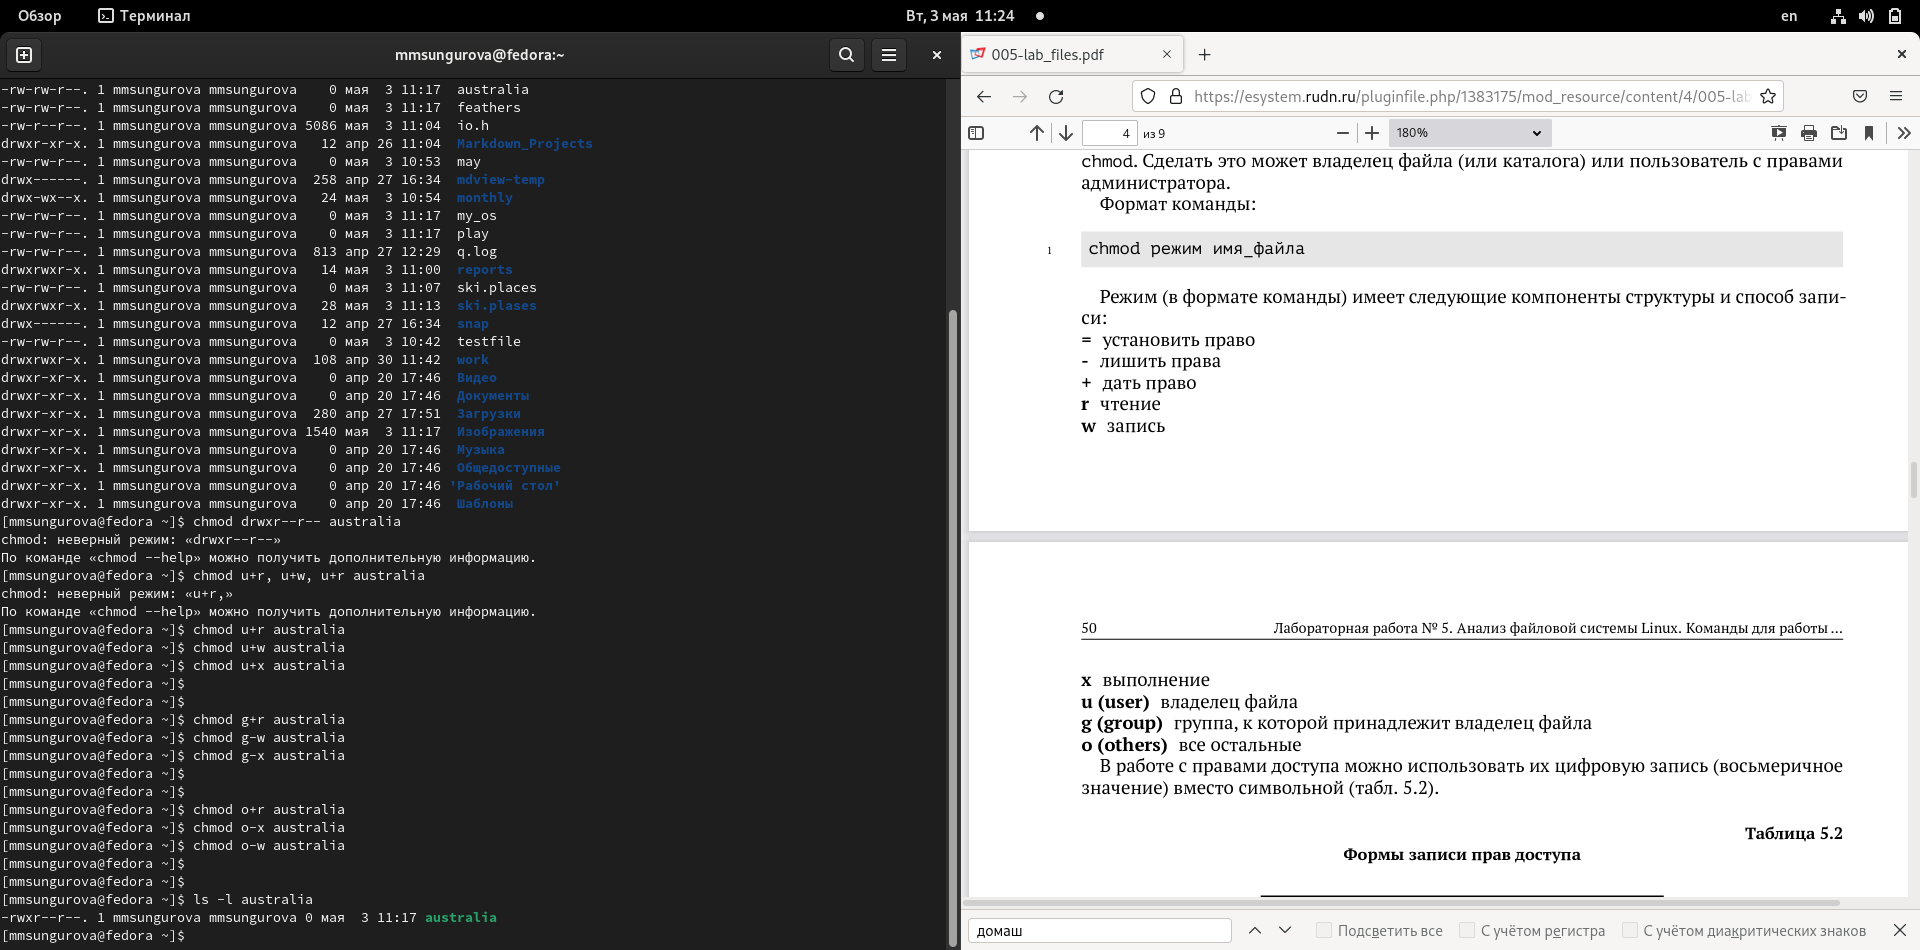 Обзор
Терминал
Вт, 3 мая 11:24
en
mmsungurova@fedora:~
-rw-rw-r--. 1 mmsungurova mmsungurova    0 мая  3 11:17  australia
-rw-rw-r--. 1 mmsungurova mmsungurova    0 мая  3 11:17  feathers
-rw-r--r--. 1 mmsungurova mmsungurova 5086 мая  3 11:04  io.h
drwxr-xr-x. 1 mmsungurova mmsungurova   12 апр 26 11:04  Markdown_Projects
-rw-rw-r--. 1 mmsungurova mmsungurova    0 мая  3 10:53  may
drwx------. 1 mmsungurova mmsungurova  258 апр 27 16:34  mdview-temp
drwx-wx--x. 1 mmsungurova mmsungurova   24 мая  3 10:54  monthly
-rw-rw-r--. 1 mmsungurova mmsungurova    0 мая  3 11:17  my_os
-rw-rw-r--. 1 mmsungurova mmsungurova    0 мая  3 11:17  play
-rw-rw-r--. 1 mmsungurova mmsungurova  813 апр 27 12:29  q.log
drwxrwxr-x. 1 mmsungurova mmsungurova   14 мая  3 11:00  reports
-rw-rw-r--. 1 mmsungurova mmsungurova    0 мая  3 11:07  ski.places
drwxrwxr-x. 1 mmsungurova mmsungurova   28 мая  3 11:13  ski.plases
drwx------. 1 mmsungurova mmsungurova   12 апр 27 16:34  snap
-rw-rw-r--. 1 mmsungurova mmsungurova    0 мая  3 10:42  testfile
drwxrwxr-x. 1 mmsungurova mmsungurova  108 апр 30 11:42  work
drwxr-xr-x. 1 mmsungurova mmsungurova    0 апр 20 17:46  Видео
drwxr-xr-x. 1 mmsungurova mmsungurova    0 апр 20 17:46  Документы
drwxr-xr-x. 1 mmsungurova mmsungurova  280 апр 27 17:51  Загрузки
drwxr-xr-x. 1 mmsungurova mmsungurova 1540 мая  3 11:17  Изображения
drwxr-xr-x. 1 mmsungurova mmsungurova    0 апр 20 17:46  Музыка
drwxr-xr-x. 1 mmsungurova mmsungurova    0 апр 20 17:46  Общедоступные
drwxr-xr-x. 1 mmsungurova mmsungurova    0 апр 20 17:46 'Рабочий стол'
drwxr-xr-x. 1 mmsungurova mmsungurova    0 апр 20 17:46  Шаблоны
[mmsungurova@fedora ~]$ chmod drwxr--r-- australia
chmod: неверный режим: «drwxr--r--»
По команде «chmod --help» можно получить дополнительную информацию.
[mmsungurova@fedora ~]$ chmod u+r, u+w, u+r australia
chmod: неверный режим: «u+r,»
По команде «chmod --help» можно получить дополнительную информацию.
[mmsungurova@fedora ~]$ chmod u+r australia
[mmsungurova@fedora ~]$ chmod u+w australia
[mmsungurova@fedora ~]$ chmod u+x australia
[mmsungurova@fedora ~]$
[mmsungurova@fedora ~]$
[mmsungurova@fedora ~]$ chmod g+r australia
[mmsungurova@fedora ~]$ chmod g-w australia
[mmsungurova@fedora ~]$ chmod g-x australia
[mmsungurova@fedora ~]$
[mmsungurova@fedora ~]$
[mmsungurova@fedora ~]$ chmod o+r australia
[mmsungurova@fedora ~]$ chmod o-x australia
[mmsungurova@fedora ~]$ chmod o-w australia
[mmsungurova@fedora ~]$
[mmsungurova@fedora ~]$
[mmsungurova@fedora ~]$ ls -l australia
-rwxr--r--. 1 mmsungurova mmsungurova 0 мая  3 11:17 australia
[mmsungurova@fedora ~]$
005-lab_files.pdf
https://esystem.rudn.ru/pluginfile.php/1383175/mod_resource/content/4/005-lab
4 из 9
180%
chmod. Сделать это может владелец файла (или каталога) или пользователь с правами
администратора.
Формат команды:
1 chmod режим имя_файла
Режим (в формате команды) имеет следующие компоненты структуры и способ запи-
си:
= установить право
- лишить права
+ дать право
r чтение
w запись
50 Лабораторная работа № 5. Анализ файловой системы Linux. Команды для работы ...
x выполнение
u (user) владелец файла
g (group) группа, к которой принадлежит владелец файла
o (others) все остальные
В работе с правами доступа можно использовать их цифровую запись (восьмеричное
значение) вместо символьной (табл. 5.2).
Таблица 5.2
Формы записи прав доступа
домаш
Подсветить все
С учётом регистра
С учётом диакритических знаков